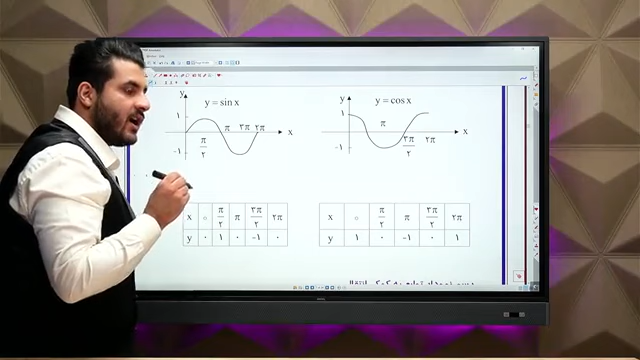 y
y = sin x
۱
π
۳π
۲π
x
π
۲
-۱
y
y = cos x
۱
π
x
۳π
۲
۲π
-۱
x ۰ π/۲ π ۳π/۲ ۲π
y ۰ ۱ ۰ -۱ ۰
x ۰ π/۲ π ۳π/۲ ۲π
y ۱ ۰ -۱ ۰ ۱